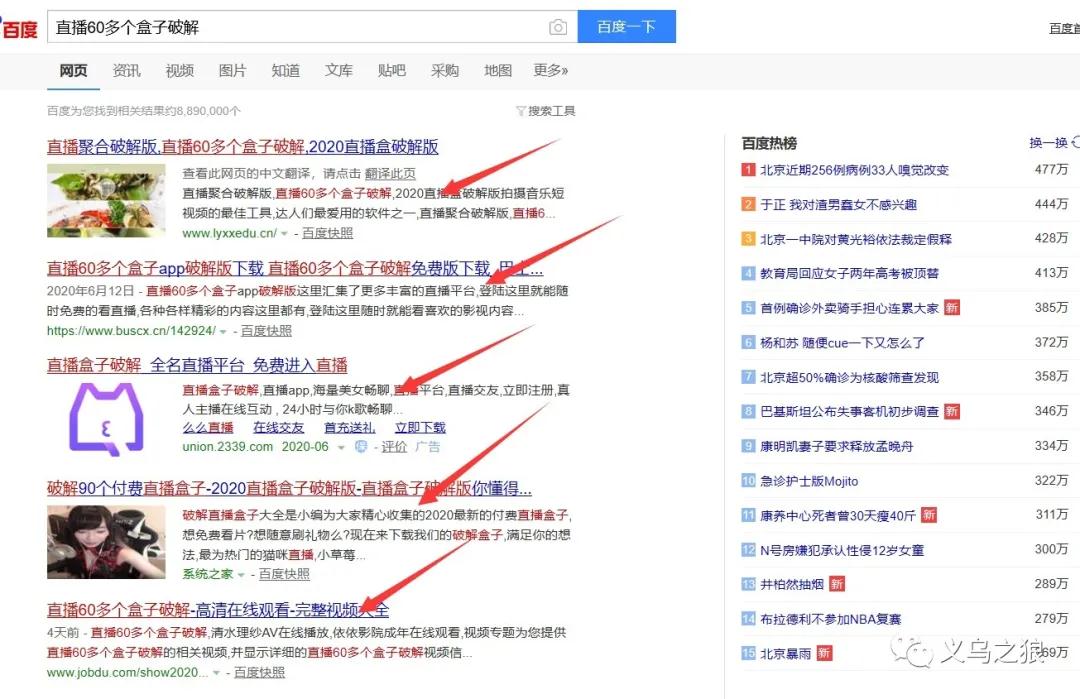 百度
直播60多个盒子破解
百度一下
网页 资讯 视频 图片 知道 文库 贴吧 采购 地图 更多»
百度为您找到相关结果约8,890,000个
搜索工具
直播聚合破解版,直播60多个盒子破解,2020直播盒破解版
查看此网页的中文翻译，请点击 翻译此页
直播聚合破解版,直播60多个盒子破解,2020直播盒破解版拍摄音乐短
视频的最佳工具,达人们最爱用的软件之一,直播聚合破解版,直播6...
www.lyxxedu.cn/ - 百度快照
直播60多个盒子app破解版下载 直播60多个盒子破解免费版下载_巴士...
2020年6月12日 - 直播60多个盒子app破解版这里汇集了更多丰富的直播平台,登陆这里就能随
时免费的看直播,各种各样精彩的内容这里都有,登陆这里随时就能看喜欢的影视内容...
https://www.buscx.cn/142924/ - 百度快照
直播盒子破解_全名直播平台_免费进入直播
直播盒子破解,直播app,海量美女畅聊,直播平台,直播交友,立即注册,真
人主播在线互动，24小时与你k歌畅聊...
么么直播 在线交友 首充送礼 立即下载
union.2339.com 2020-06 - 评价 广告
破解90个付费直播盒子-2020直播盒子破解版-直播盒子破解版你懂得...
破解直播盒子大全是小编为大家精心收集的2020最新的付费直播盒子,
想免费看片?想随意刷礼物么?现在来下载我们的破解盒子,满足你的想
法,最为热门的猫咪直播,小草莓...
系统之家 - 百度快照
直播60多个盒子破解-高清在线观看-完整视频大全
4天前 - 直播60多个盒子破解,清水理纱AV在线播放,依依影院成年在线观看,视频专题为您提供
直播60多个盒子破解的相关视频,并显示详细的直播60多个盒子破解视频信...
www.jobdu.com/show2020... - 百度快照
百度首
百度热榜 换一换
1 北京近期256例病例33人嗅觉改变 477万
2 于正 我对渣男蠢女不感兴趣 444万
3 北京一中院对黄光裕依法裁定假释 428万
4 教育局回应女子两年高考被顶替 413万
5 首例确诊外卖骑手担心连累大家 新 385万
6 杨和苏 随便cue一下又怎么了 372万
7 北京超50%确诊为核酸筛查发现 358万
8 巴基斯坦公布失事客机初步调查 新 346万
9 康明凯妻子要求释放孟晚舟 334万
10 急诊护士版Mojito 322万
11 康养中心死者曾30天瘦40斤 新 311万
12 N号房嫌犯承认性侵12岁女童 300万
13 井柏然抽烟 新 289万
14 布拉德利不参加NBA复赛 279万
15 北京暴雨 新 69万
义乌之狼